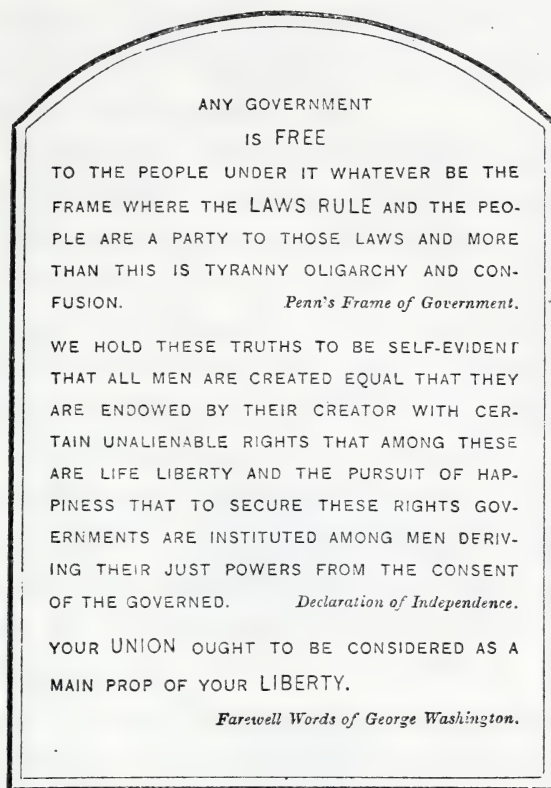 ANY GOVERNMENT
IS FREE
TO THE PEOPLE UNDER IT WHATEVER BE THE
FRAME WHERE THE LAWS RULE AND THE PEO-
PLE ARE A PARTY TO THOSE LAWS AND MORE
THAN THIS IS TYRANNY OLIGARCHY AND CON-
FUSION. Penn's Frame of Government.
WE HOLD THESE TRUTHS TO BE SELF-EVIDENT
THAT ALL MEN ARE CREATED EQUAL THAT THEY
ARE ENDOWED BY THEIR CREATOR WITH CER-
TAIN UNALIENABLE RIGHTS THAT AMONG THESE
ARE LIFE LIBERTY AND THE PURSUIT OF HAP-
PINESS THAT TO SECURE THESE RIGHTS GOV-
ERNMENTS ARE INSTITUTED AMONG MEN DERIV-
ING THEIR JUST POWERS FROM THE CONSENT
OF THE GOVERNED. Declaration of Independence.
YOUR UNION OUGHT TO BE CONSIDERED AS A
MAIN PROP OF YOUR LIBERTY.
Farewell Words of George Washington.